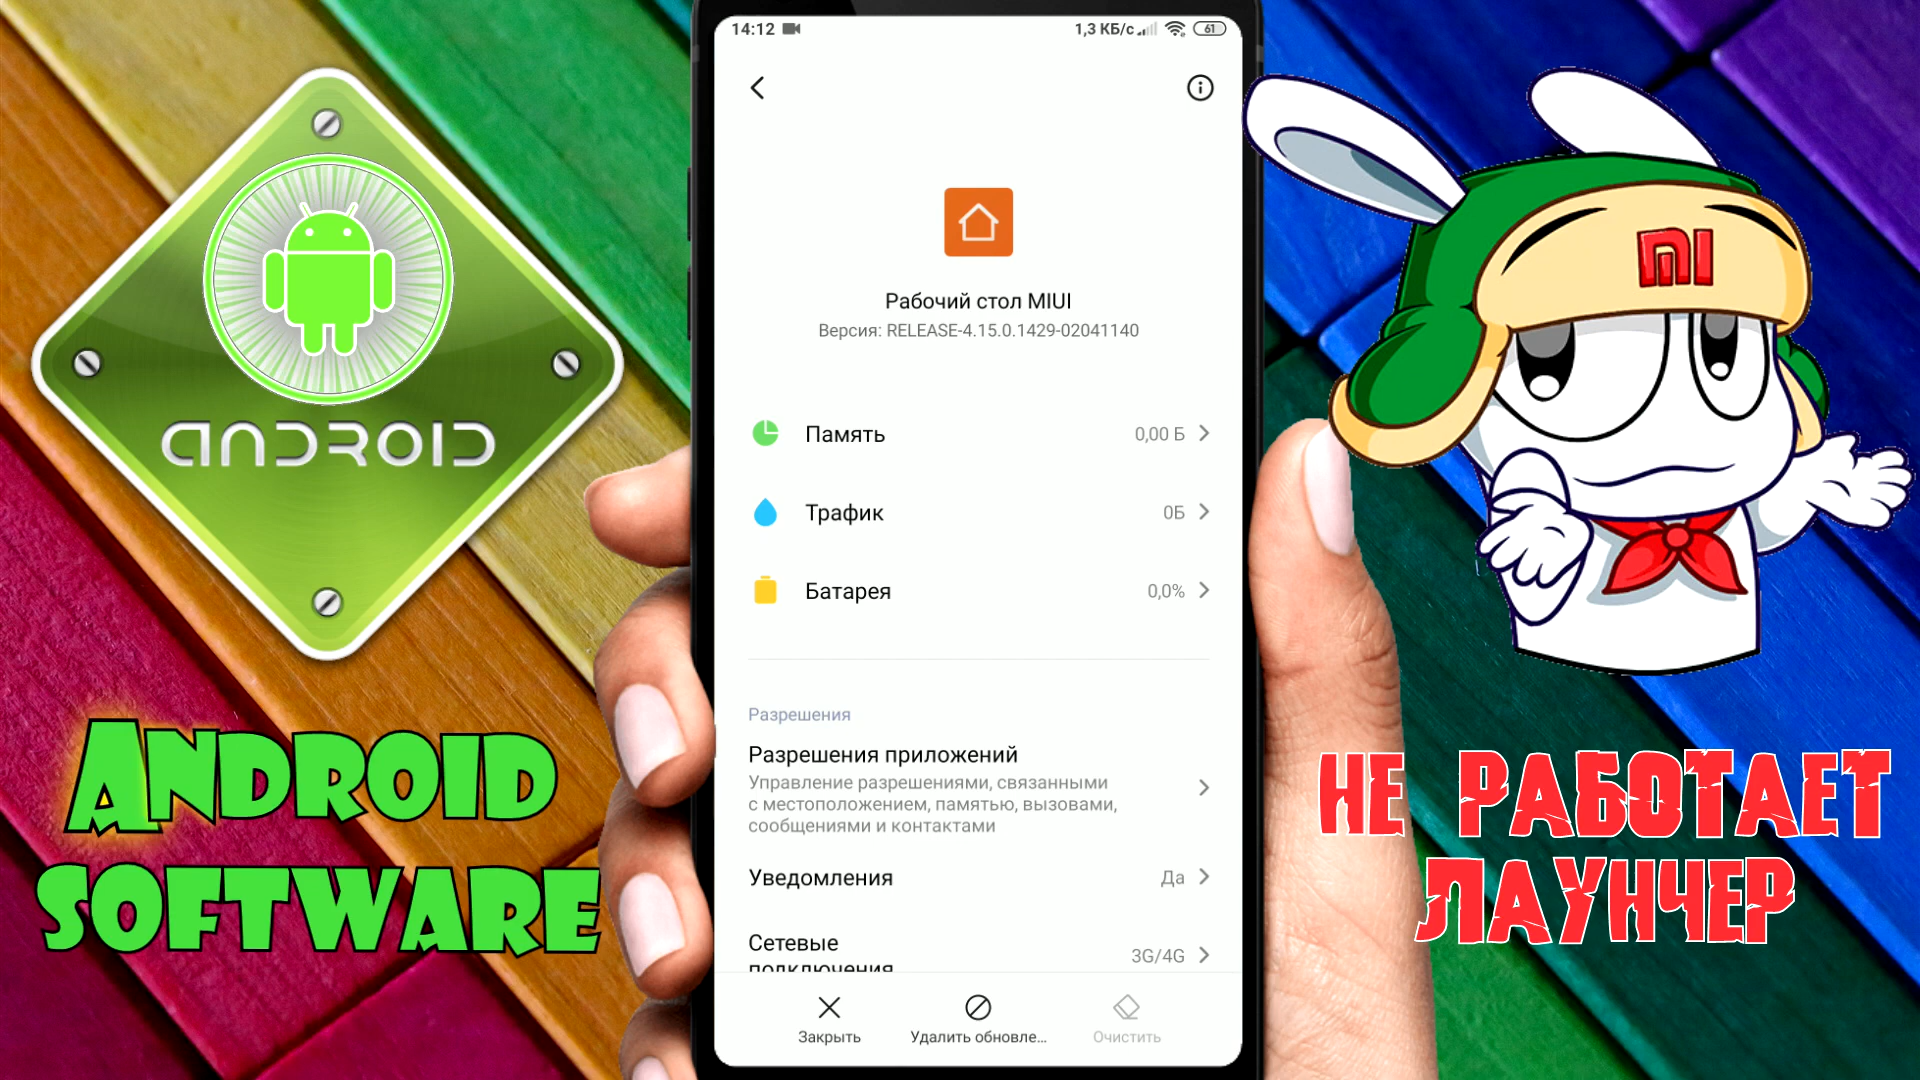 14:12
1,3 КБ/с
61
Рабочий стол MIUI
Версия: RELEASE-4.15.0.1429-02041140
Память 0,00 Б
Трафик 0Б
Батарея 0,0%
Разрешения
Разрешения приложений
Управление разрешениями, связанными
с местоположением, памятью, вызовами,
сообщениями и контактами
Уведомления Да
Сетевые
подключения
3G/4G
Закрыть
Удалить обновле...
Очистить
ANDROID
ANDROID
SOFTWARE
MI
НЕ РАБОТАЕТ
ЛАУНЧЕР